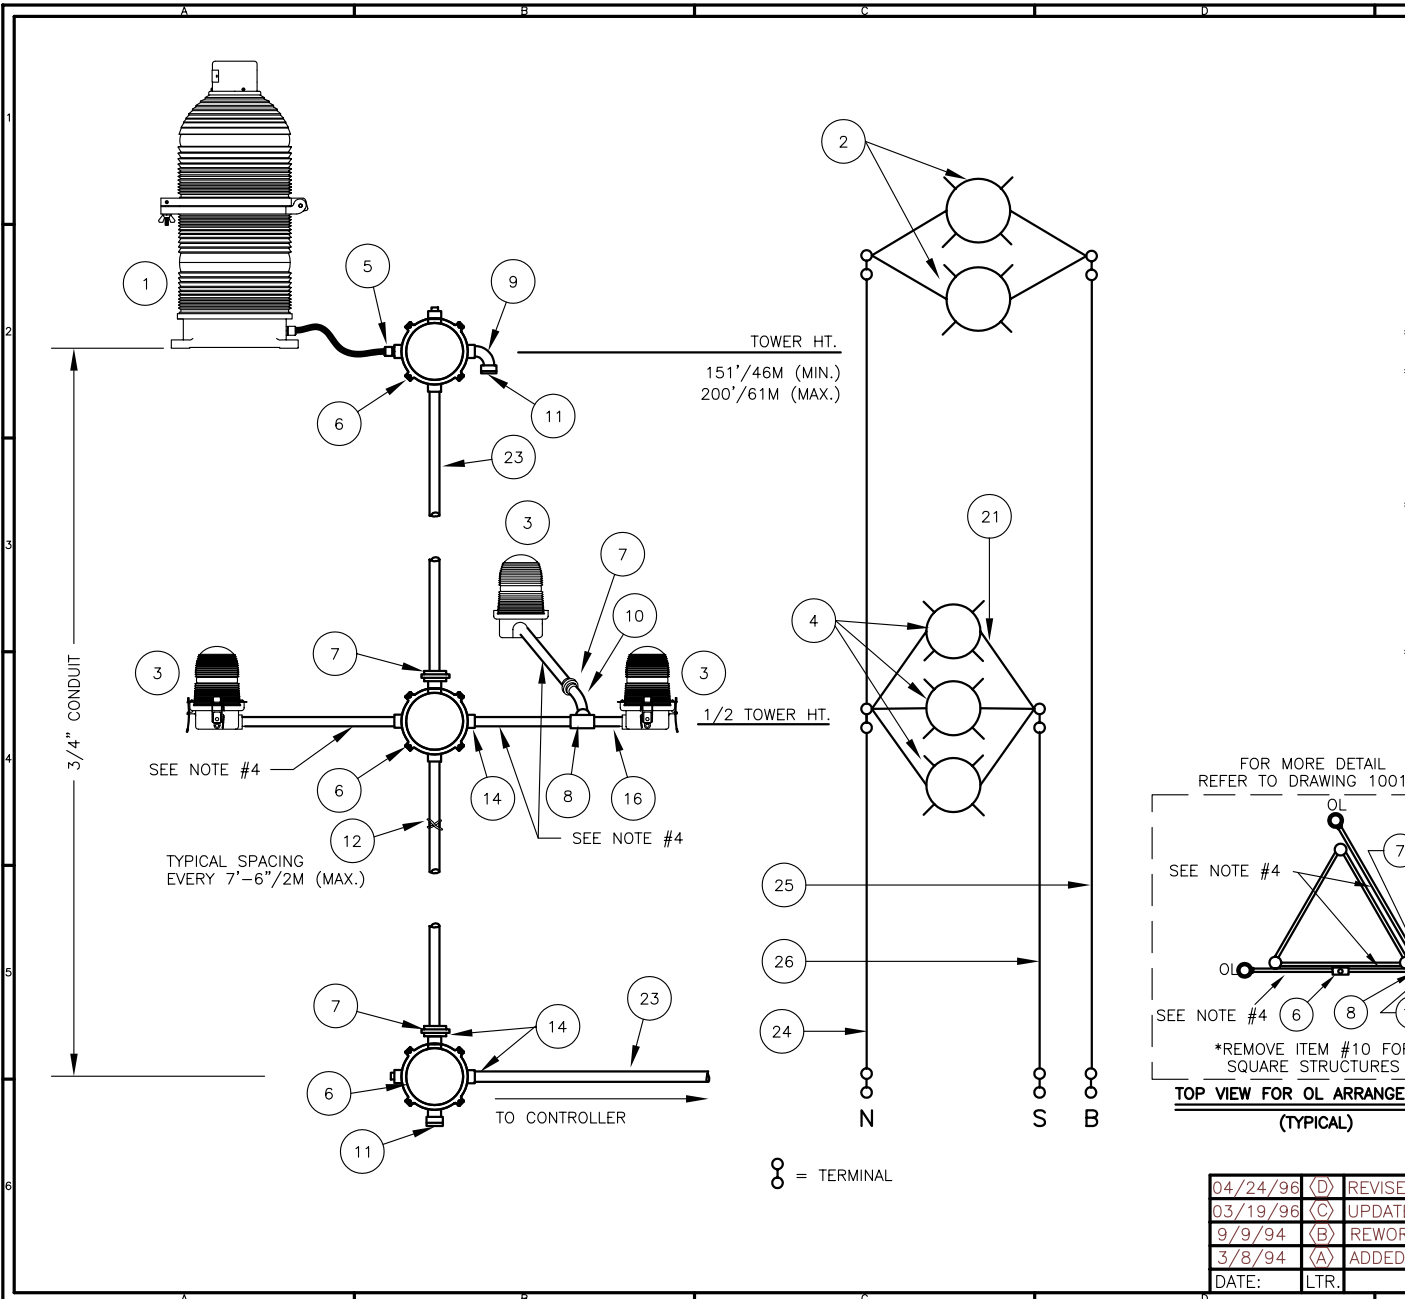 A
B
C
D
1
2
5
9
1
2
TOWER HT.
151'/46M (MIN.)
200'/61M (MAX.)
6
11
23
3
21
3
7
10
4
7
3
3
3/4" CONDUIT
1/2 TOWER HT.
4
SEE NOTE #4
6
14
8
16
12
SEE NOTE #4
TYPICAL SPACING
EVERY 7'-6"/2M (MAX.)
FOR MORE DETAIL
REFER TO DRAWING 1001
OL
7
SEE NOTE #4
25
26
5
OL
7
23
14
24
SEE NOTE #4
6
8
*REMOVE ITEM #10 FOR
SQUARE STRUCTURES
6
TO CONTROLLER
N
S
B
TOP VIEW FOR OL ARRANGE
(TYPICAL)
11
= TERMINAL
6
04/24/96 D REVISE
03/19/96 C UPDATE
9/9/94 B REWOR
3/8/94 A ADDED
DATE: LTR.
A
B
C
D